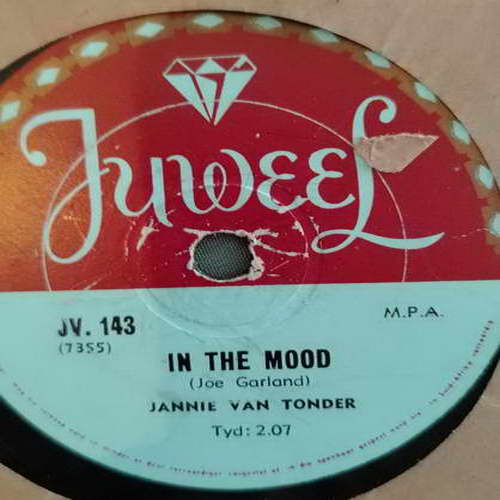 Juweel
JV. 143
M.P.A.
(7355)
IN THE MOOD
(Joe Garland)
JANNIE VAN TONDER
Tyd: 2.07